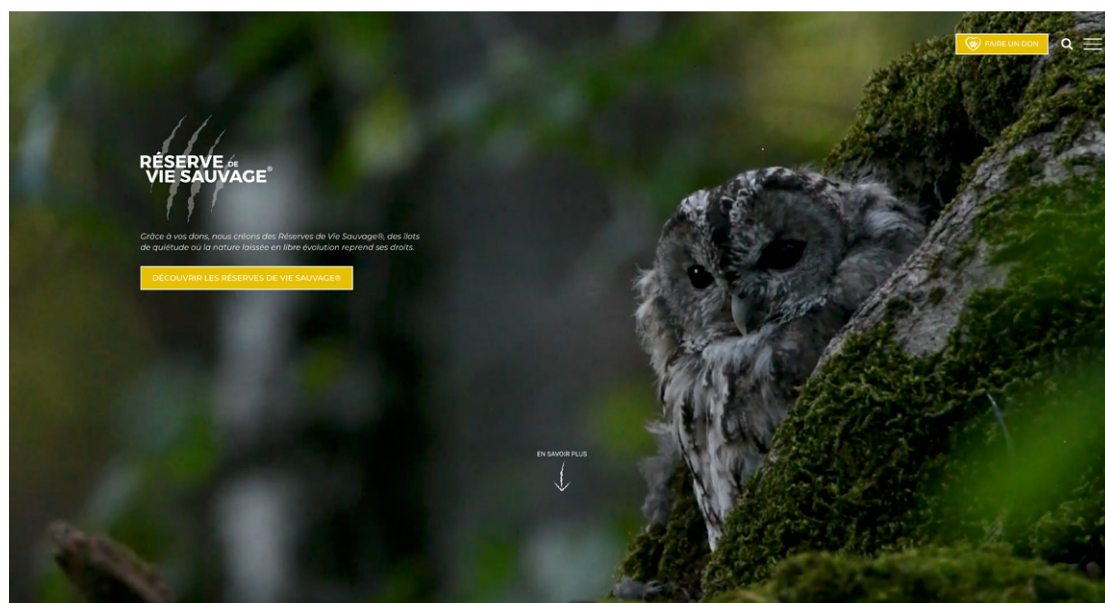 FAIRE UN DON
RÉSERVE DE
VIE SAUVAGE®
Grâce à vos dons, nous créons des Réserves de Vie Sauvage®, des îlots
de quiétude où la nature laissée en libre évolution reprend ses droits.
DÉCOUVRIR LES RÉSERVES DE VIE SAUVAGE®
EN SAVOIR PLUS